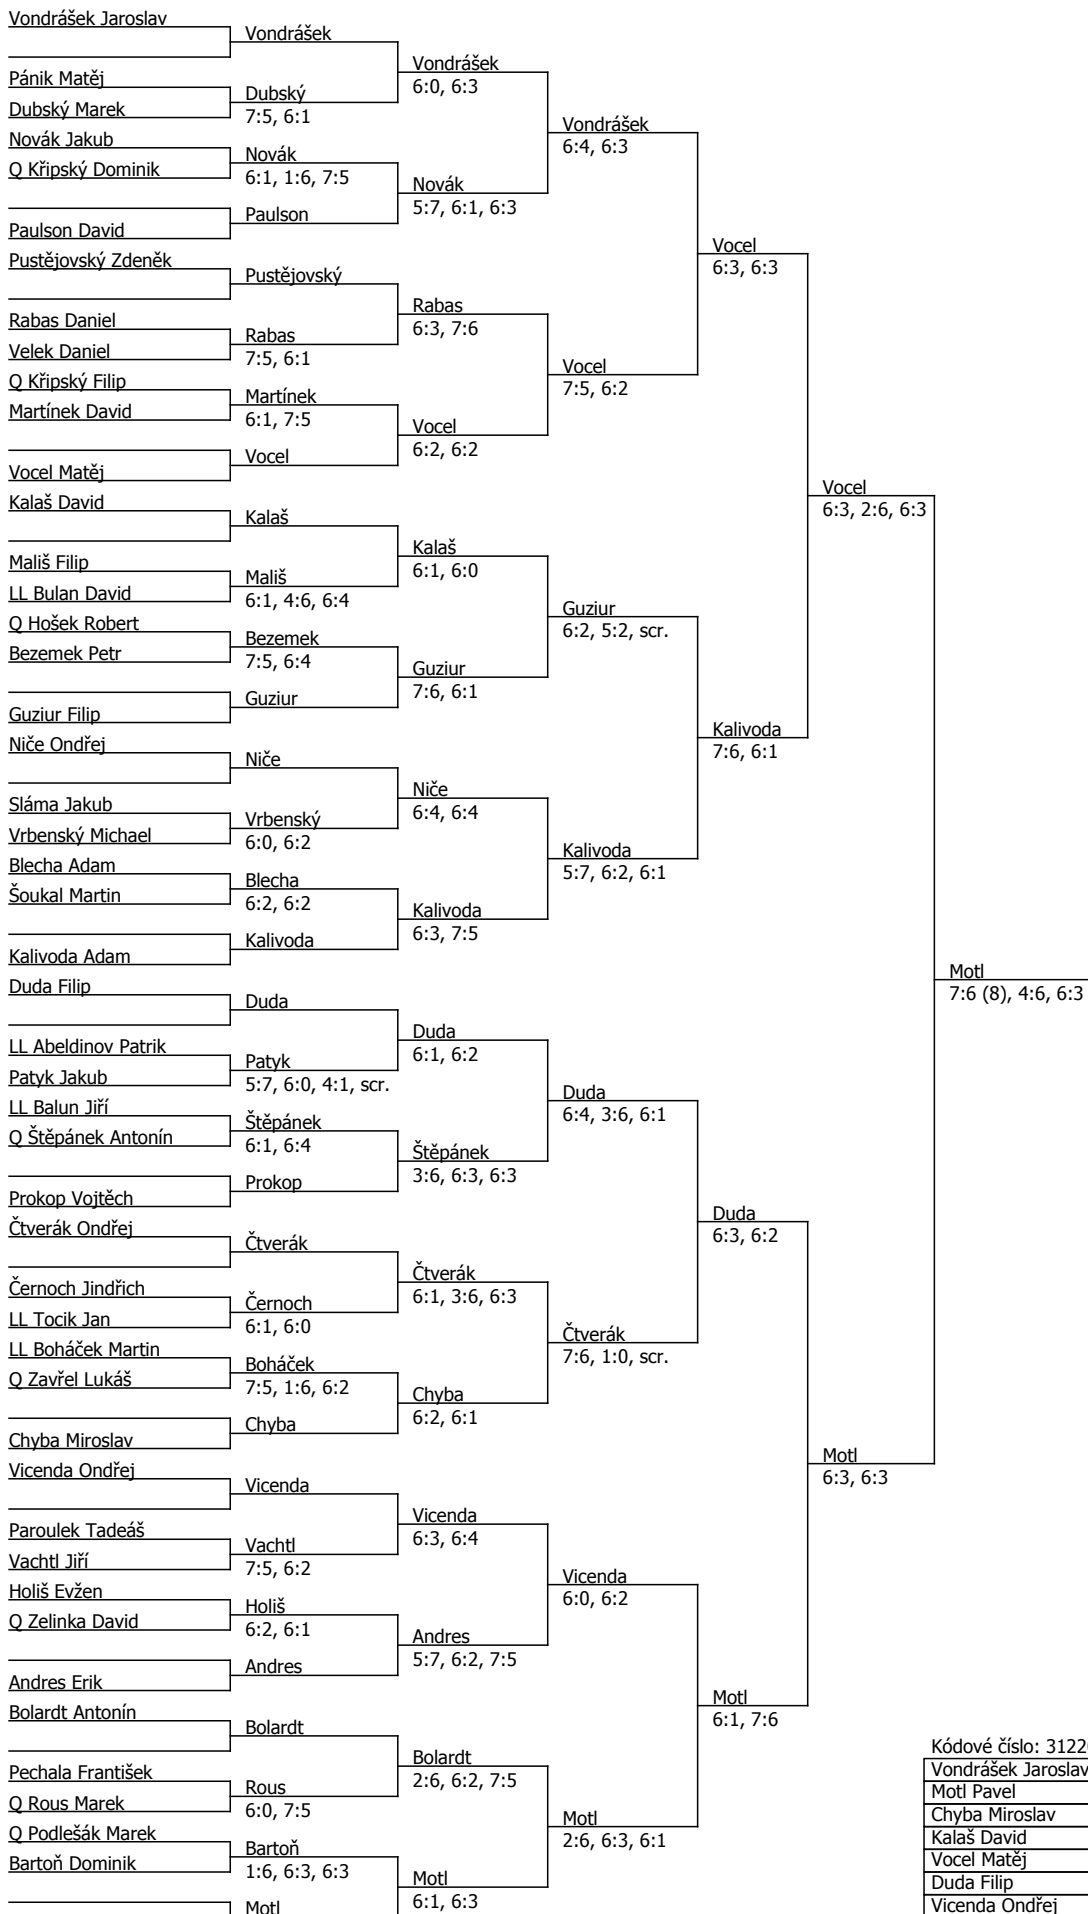 Vondrášek Jaroslav
Pánik Matěj
Dubský Marek
Novák Jakub
Q Křipský Dominik
Paulson David
Pustějovský Zdeněk
Rabas Daniel
Velek Daniel
Q Křipský Filip
Martínek David
Vocel Matěj
Kalaš David
Mališ Filip
LL Bulan David
Q Hošek Robert
Bezemek Petr
Guziur Filip
Niče Ondřej
Sláma Jakub
Vrbenský Michael
Blecha Adam
Šoukal Martin
Kalivoda Adam
Duda Filip
LL Abeldinov Patrik
Patyk Jakub
LL Balun Jiří
Q Štěpánek Antonín
Prokop Vojtěch
Čtverák Ondřej
Černoch Jindřich
LL Tocik Jan
LL Boháček Martin
Q Zavřel Lukáš
Chyba Miroslav
Vicenda Ondřej
Paroulek Tadeáš
Vachtl Jiří
Holiš Evžen
Q Zelinka David
Andres Erik
Bolardt Antonín
Pechala František
Q Rous Marek
Q Podlešák Marek
Bartoň Dominik
Vondrášek
Dubský
7:5, 6:1
Novák
6:1, 1:6, 7:5
Paulson
Pustějovský
Rabas
7:5, 6:1
Martínek
6:1, 7:5
Vocel
Kalaš
Mališ
6:1, 4:6, 6:4
Bezemek
7:5, 6:4
Guziur
Niče
Vrbenský
6:0, 6:2
Blecha
6:2, 6:2
Kalivoda
Duda
Patyk
5:7, 6:0, 4:1, scr.
Štěpánek
6:1, 6:4
Prokop
Čtverák
Černoch
6:1, 6:0
Boháček
7:5, 1:6, 6:2
Chyba
Vicenda
Vachtl
7:5, 6:2
Holiš
6:2, 6:1
Andres
Bolardt
Rous
6:0, 7:5
Bartoň
1:6, 6:3, 6:3
Motl
Vondrášek
6:0, 6:3
Novák
5:7, 6:1, 6:3
Rabas
6:3, 7:6
Vocel
6:2, 6:2
Kalaš
6:1, 6:0
Guziur
7:6, 6:1
Niče
6:4, 6:4
Kalivoda
6:3, 7:5
Duda
6:1, 6:2
Štěpánek
3:6, 6:3, 6:3
Čtverák
6:1, 3:6, 6:3
Chyba
6:2, 6:1
Vicenda
6:3, 6:4
Andres
5:7, 6:2, 7:5
Bolardt
2:6, 6:2, 7:5
Motl
6:1, 6:3
Vondrášek
6:4, 6:3
Vocel
7:5, 6:2
Guziur
6:2, 5:2, scr.
Kalivoda
5:7, 6:2, 6:1
Duda
6:4, 3:6, 6:1
Čtverák
7:6, 1:0, scr.
Vicenda
6:0, 6:2
Motl
2:6, 6:3, 6:1
Vocel
6:3, 6:3
Kalivoda
7:6, 6:1
Duda
6:3, 6:2
Motl
6:1, 7:6
Vocel
6:3, 2:6, 6:3
Motl
6:3, 6:3
Motl
7:6 (8), 4:6, 6:3
Kódové číslo: 3122
Vondrášek Jaroslav
Motl Pavel
Chyba Miroslav
Kalaš David
Vocel Matěj
Duda Filip
Vicenda Ondřej